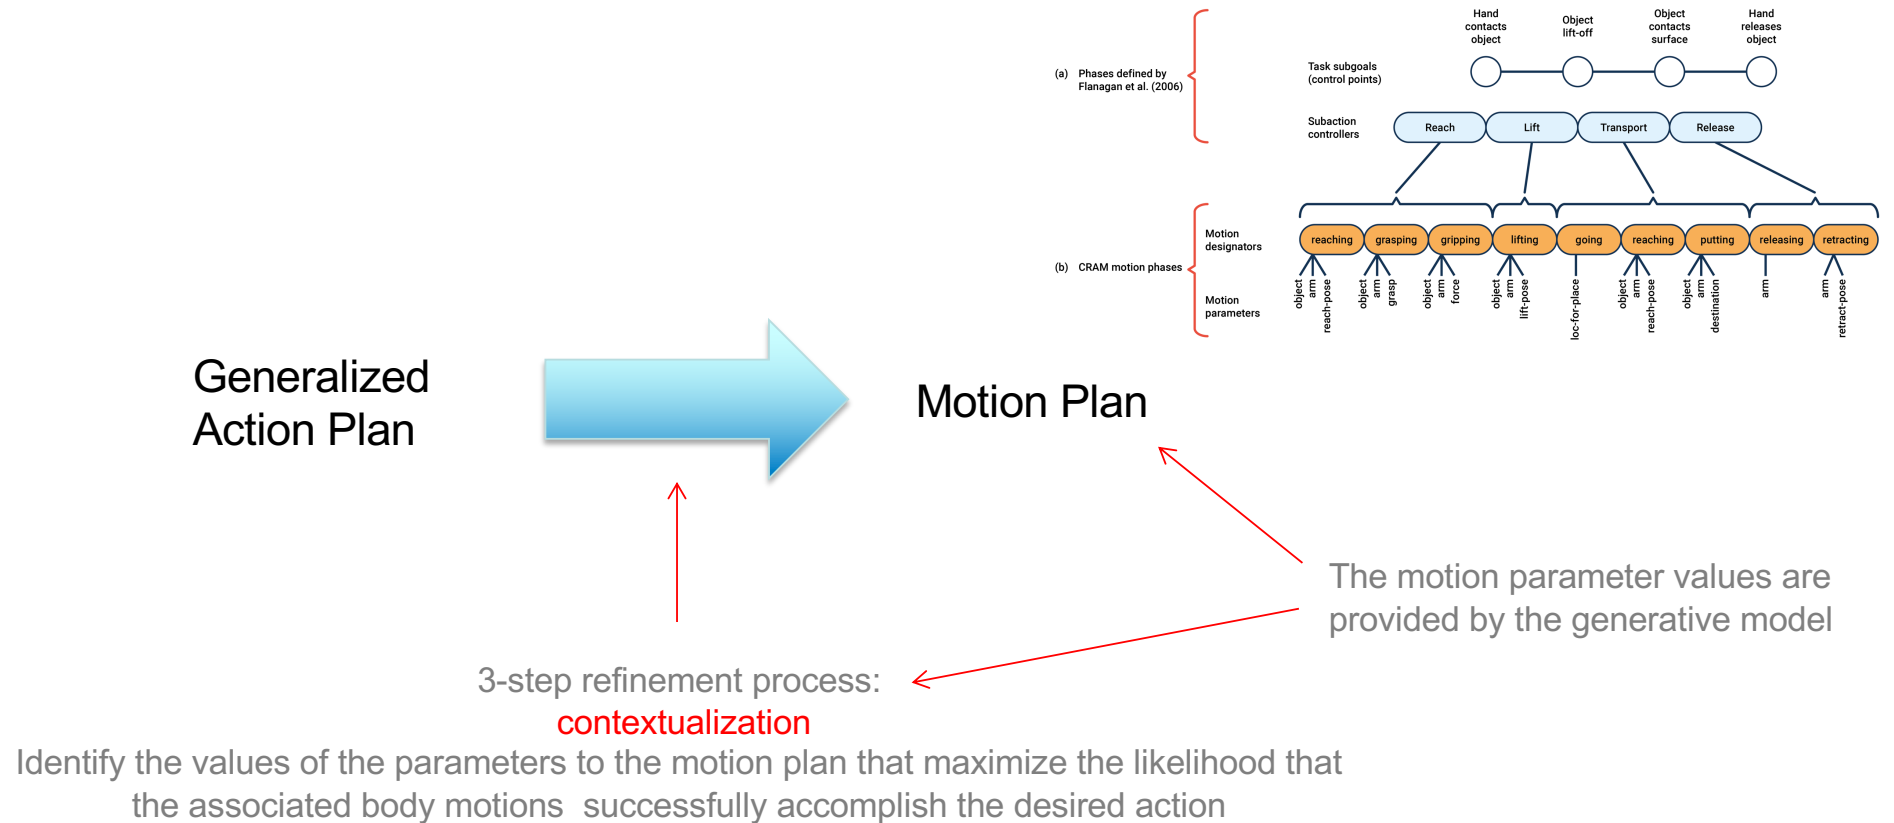 Hand
contacts
object
Object
lift-off
Object
contacts
surface
Hand
releases
object
(a) Phases defined by
Flanagan et al. (2006)
Task subgoals
(control points)
Subaction
controllers
Reach
Lift
Transport
Release
(b) CRAM motion phases
Motion
designators
reaching
grasping
gripping
lifting
going
reaching
putting
releasing
retracting
Motion
parameters
object
arm
reach-pose
object
arm
grasp
object
arm
force
object
arm
lift-pose
loc-for-place
object
arm
reach-pose
object
arm
destination
arm
arm
retract-pose
Generalized
Action Plan
Motion Plan
The motion parameter values are
provided by the generative model
3-step refinement process:
contextualization
Identify the values of the parameters to the motion plan that maximize the likelihood that
the associated body motions successfully accomplish the desired action